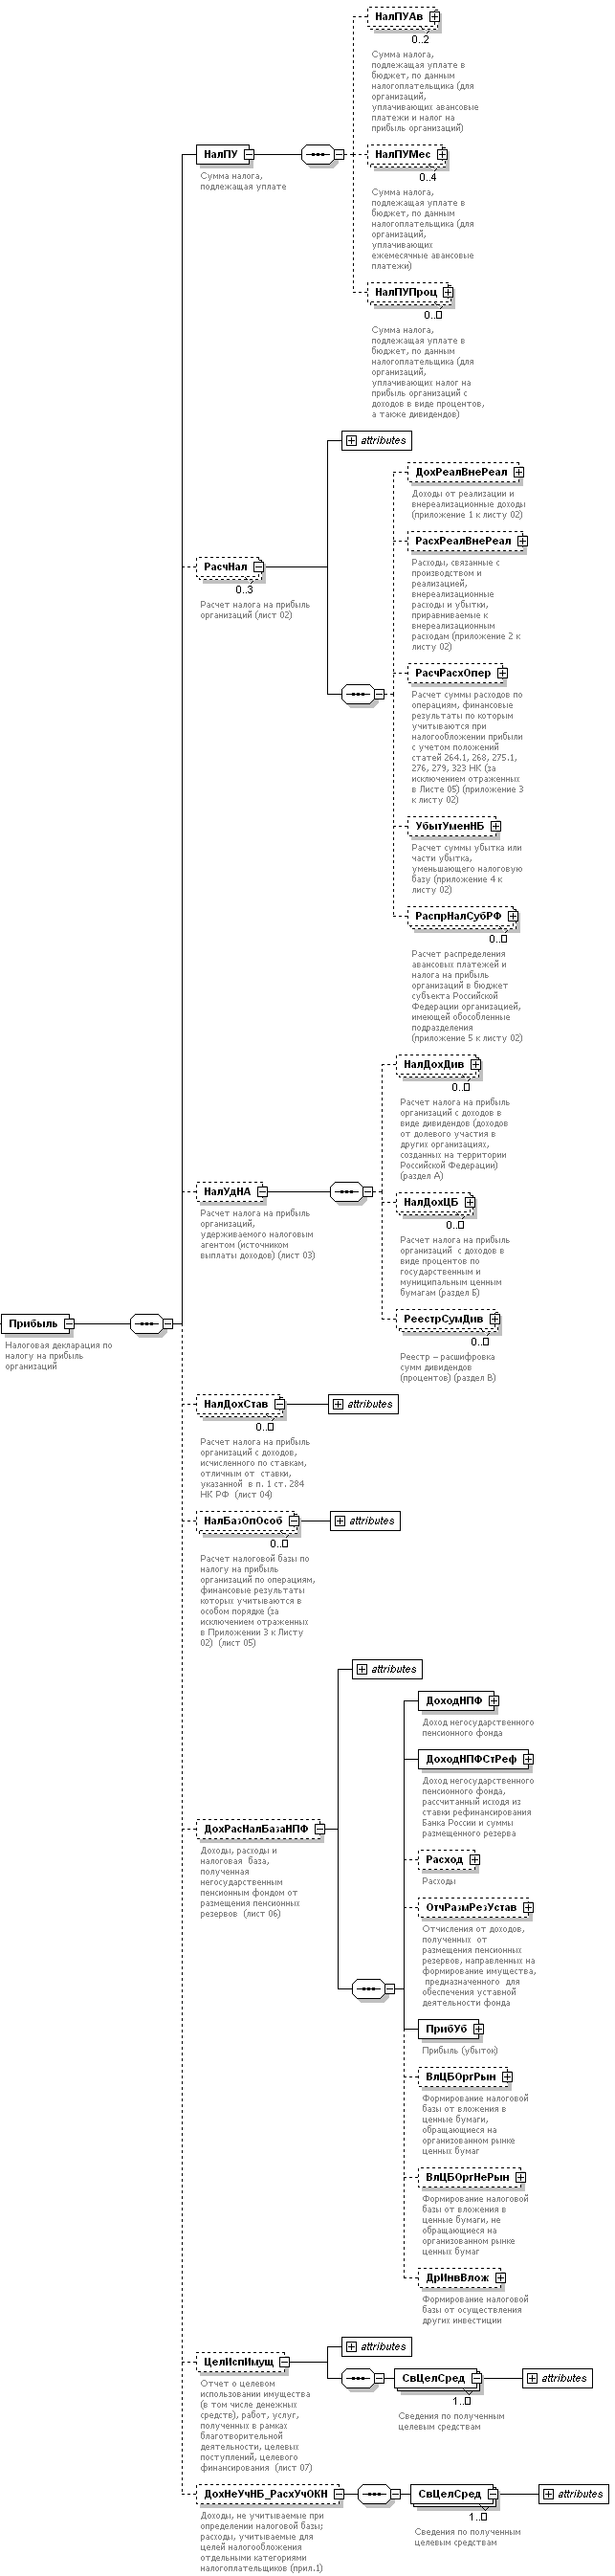 НалПУАв
0..2
Сумма налога,
подлежащая уплате в
бюджет, по данным
налогоплательщика (для
организаций,
уплачивающих авансовые
платежи и налог на
прибыль организаций)
НалПУ
Сумма налога,
подлежащая уплате
НалПУМес
0..4
Сумма налога,
подлежащая уплате в
бюджет, по данным
налогоплательщика (для
организаций,
уплачивающих
ежемесячные авансовые
платежи)
НалПУПроц
0..
Сумма налога,
подлежащая уплате в
бюджет, по данным
налогоплательщика (для
организаций,
уплачивающих налог на
прибыль организаций с
доходов в виде процентов,
а также дивидендов)
attributes
ДохРеалВнеРеал
Доходы от реализации и
внереализационные доходы
(приложение 1 к листу 02)
РасхРеалВнеРеал
Расходы, связанные с
производством и
реализацией,
внереализационные
расходы и убытки,
приравниваемые к
внереализационным
расходам (приложение 2 к
листу 02)
РасчНал
0..3
Расчет налога на прибыль
организаций (лист 02)
РасчРасхОпер
Расчет суммы расходов по
операциям, финансовые
результаты по которым
учитываются при
налогообложении прибыли
с учетом положений
статей 264.1, 268, 275.1,
276, 279, 323 НК (за
исключением отраженных
в Листе 05) (приложение 3
к листу 02)
УбытУменНБ
Расчет суммы убытка или
части убытка,
уменьшающего налоговую
базу (приложение 4 к
листу 02)
РаспрНалСубРФ
0..
Расчет распределения
авансовых платежей и
налога на прибыль
организаций в бюджет
субъекта Российской
Федерации организацией,
имеющей обособленные
подразделения
(приложение 5 к листу 02)
НалДохДив
0..
Расчет налога на прибыль
организаций с доходов в
виде дивидендов (доходов
от долевого участия в
других организациях,
созданных на территории
Российской Федерации)
(раздел А)
НалУдНА
Расчет налога на прибыль
организаций,
удерживаемого налоговым
агентом (источником
выплаты доходов) (лист 03)
НалДохЦБ
0..
Расчет налога на прибыль
организаций с доходов в
виде процентов по
государственным и
муниципальным ценным
бумагам (раздел Б)
РеестрСумДив
0..
Реестр – расшифровка
сумм дивидендов
(процентов) (раздел В)
Прибыль
Налоговая декларация по
налогу на прибыль
организаций
НалДохСтав
attributes
0..
Расчет налога на прибыль
организаций с доходов,
исчисленного по ставкам,
отличным от ставки,
указанной в п. 1 ст. 284
НК РФ (лист 04)
НалБазОпОсоб
attributes
0..
Расчет налоговой базы по
налогу на прибыль
организаций по операциям,
финансовые результаты
которых учитываются в
особом порядке (за
исключением отраженных
в Приложении 3 к Листу
02) (лист 05)
attributes
ДоходНПФ
Доход негосударственного
пенсионного фонда
ДоходНПФСтРеф
Доход негосударственного
пенсионного фонда,
рассчитанный исходя из
ставки рефинансирования
Банка России и суммы
размещенного резерва
ДохРасНалБазаНПФ
Доходы, расходы и
налоговая база,
полученная
негосударственным
пенсионным фондом от
размещения пенсионных
резервов (лист 06)
Расход
Расходы
ОтчРазмРезУстав
Отчисления от доходов,
полученных от
размещения пенсионных
резервов, направленных на
формирование имущества,
предназначенного для
обеспечения уставной
деятельности фонда
ПрибУб
Прибыль (убыток)
ВлЦБОргРын
Формирование налоговой
базы от вложения в
ценные бумаги,
обращающиеся на
организованном рынке
ценных бумаг
ВлЦБОргНеРын
Формирование налоговой
базы от вложения в
ценные бумаги, не
обращающиеся на
организованном рынке
ценных бумаг
ДрИнвВлож
Формирование налоговой
базы от осуществления
других инвестиции
attributes
ЦелИспИмущ
Отчет о целевом
использовании имущества
(в том числе денежных
средств), работ, услуг,
полученных в рамках
благотворительной
деятельности, целевых
поступлений, целевого
финансирования (лист 07)
СвЦелСред
attributes
1..
Сведения по полученным
целевым средствам
ДохНеУчНБ_РасхУчОКН
Доходы, не учитываемые при
определении налоговой базы;
расходы, учитываемые для
целей налогообложения
отдельными категориями
налогоплательщиков (прил.1)
СвЦелСред
attributes
1..
Сведения по полученным
целевым средствам